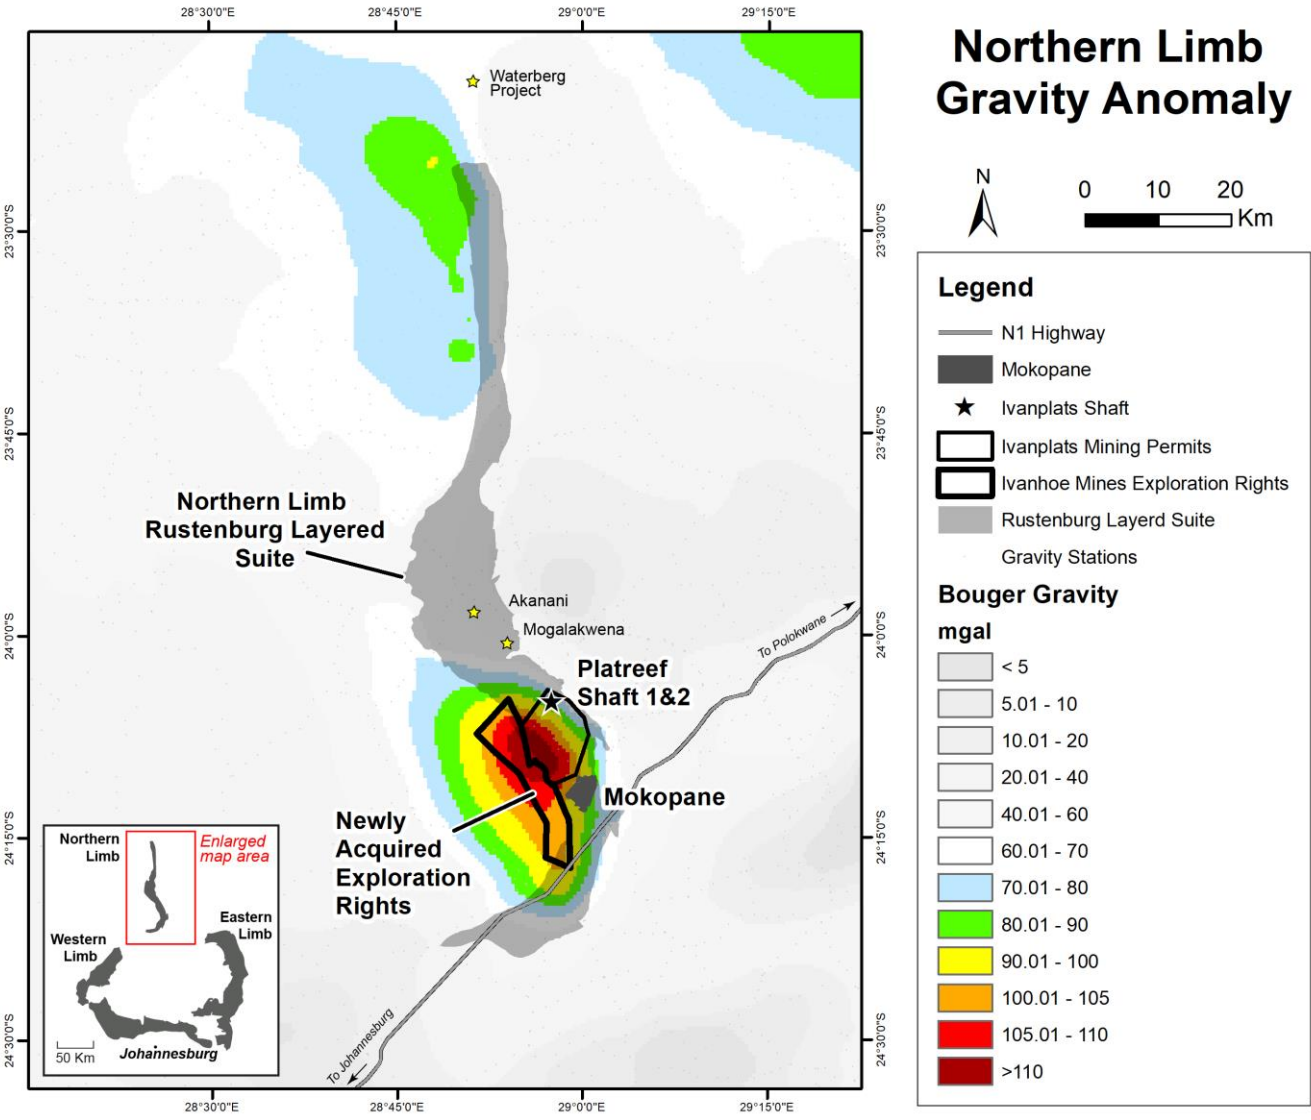 28°30'0"E
28°45'0"E
29°0'0"E
29°15'0"E
Northern Limb
Gravity Anomaly
Waterberg
Project
N
0 10 20
Km
23°30'0"S
23°30'0"S
23°45'0"S
23°45'0"S
24°0'0"S
24°0'0"S
24°15'0"S
24°15'0"S
24°30'0"S
24°30'0"S
Northern Limb
Rustenburg Layered
Suite
Akanani
Mogalakwena
To Polokwane
Platreef
Shaft 1&2
Mokopane
Newly
Acquired
Exploration
Rights
To Johannesburg
Northern
Limb
Enlarged
map area
Eastern
Limb
Western
Limb
50 Km
Johannesburg
28°30'0"E
28°45'0"E
29°0'0"E
29°15'0"E
Legend
N1 Highway
Mokopane
Ivanplats Shaft
Ivanplats Mining Permits
Ivanhoe Mines Exploration Rights
Rustenburg Layerd Suite
Gravity Stations
Bouger Gravity
mgal
< 5
5.01 - 10
10.01 - 20
20.01 - 40
40.01 - 60
60.01 - 70
70.01 - 80
80.01 - 90
90.01 - 100
100.01 - 105
105.01 - 110
>110